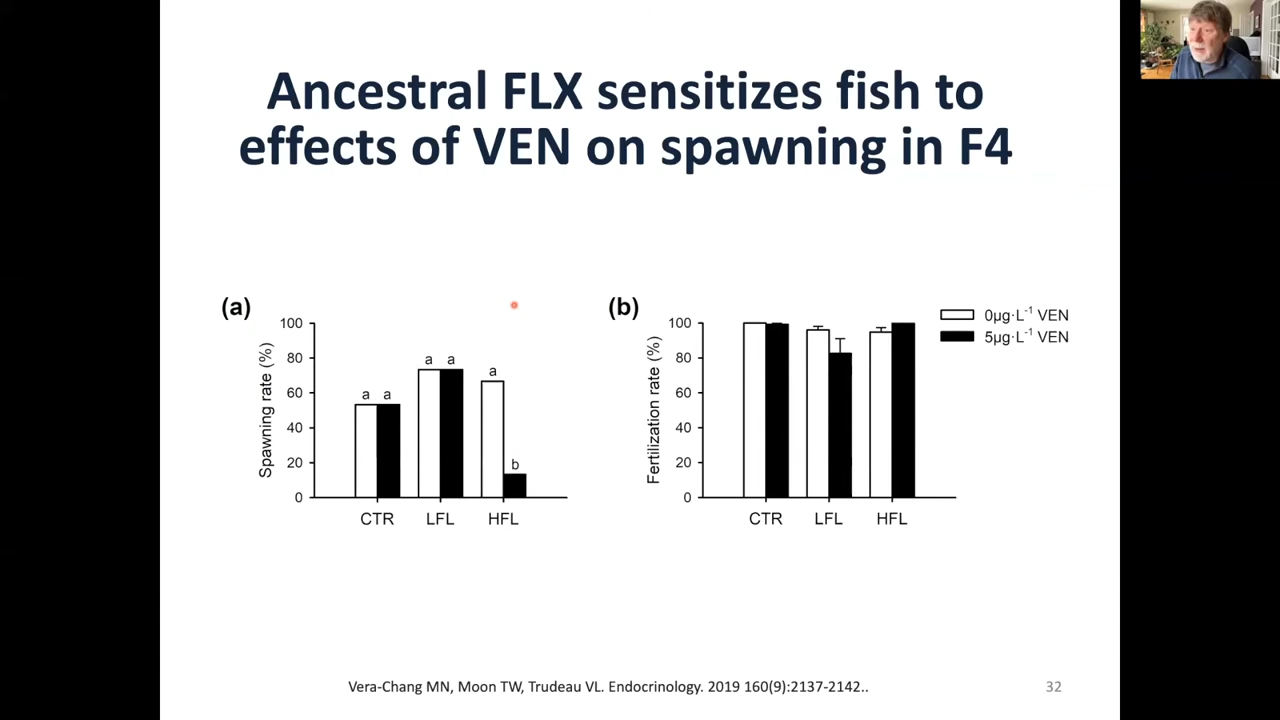 Ancestral FLX sensitizes fish to
effects of VEN on spawning in F4
(a)
Spawning rate (%)
100
80
60
40
20
0
a a
a a
a
b
CTR LFL HFL
(b)
Fertilization rate (%)
100
80
60
40
20
0
CTR LFL HFL
0µg·L⁻¹ VEN
5µg·L⁻¹ VEN
Vera-Chang MN, Moon TW, Trudeau VL. Endocrinology. 2019 160(9):2137-2142..
32